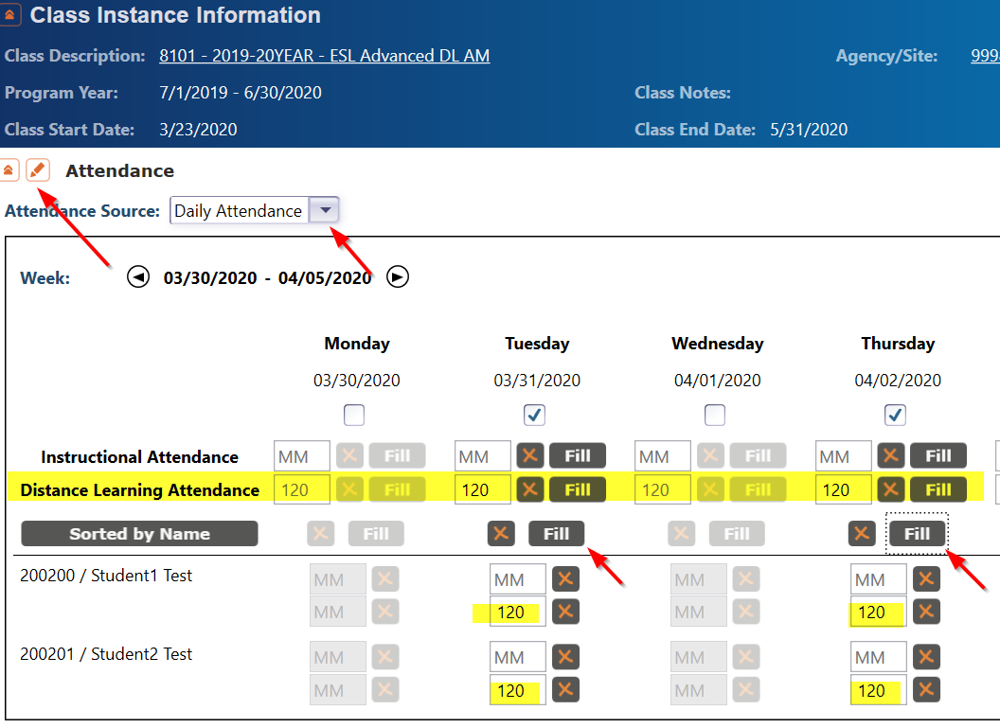 Class Instance Information
Class Description: 8101 - 2019-20YEAR - ESL Advanced DL AM Agency/Site:
Program Year: 7/1/2019 - 6/30/2020 Class Notes:
Class Start Date: 3/23/2020 Class End Date: 5/31/2020
Attendance
Attendance Source: Daily Attendance
Week: 03/30/2020 - 04/05/2020
Monday Tuesday Wednesday Thursday
03/30/2020 03/31/2020 04/01/2020 04/02/2020
Instructional Attendance MM Fill MM Fill MM Fill MM Fill
Distance Learning Attendance 120 Fill 120 Fill 120 Fill 120 Fill
Sorted by Name Fill Fill Fill Fill
200200 / Student1 Test MM MM MM MM
MM 120 MM 120
200201 / Student2 Test MM MM MM MM
MM 120 MM 120